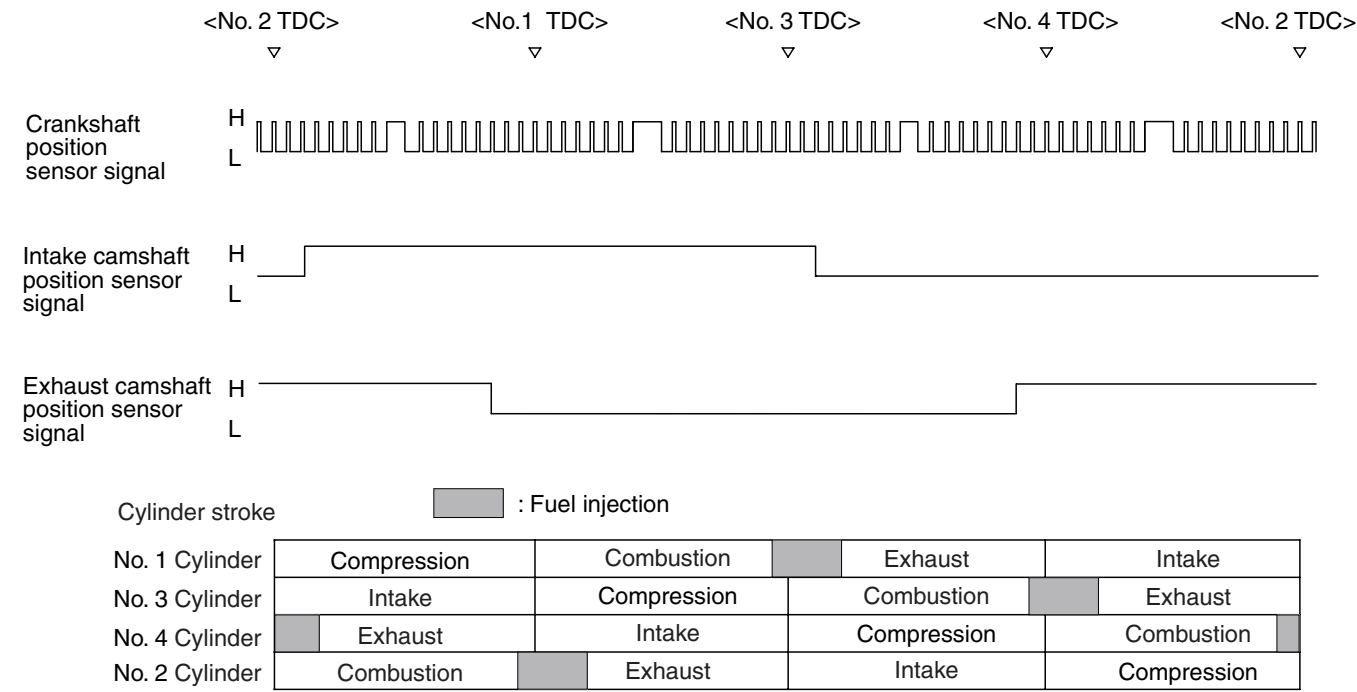 <No. 2 TDC> <No.1 TDC> <No. 3 TDC> <No. 4 TDC> <No. 2 TDC>
Crankshaft
position
sensor signal
H
L
Intake camshaft
position sensor
signal
H
L
Exhaust camshaft
position sensor
signal
H
L
Cylinder stroke
: Fuel injection
No. 1 Cylinder Compression Combustion Exhaust Intake
No. 3 Cylinder Intake Compression Combustion Exhaust
No. 4 Cylinder Exhaust Intake Compression Combustion
No. 2 Cylinder Combustion Exhaust Intake Compression